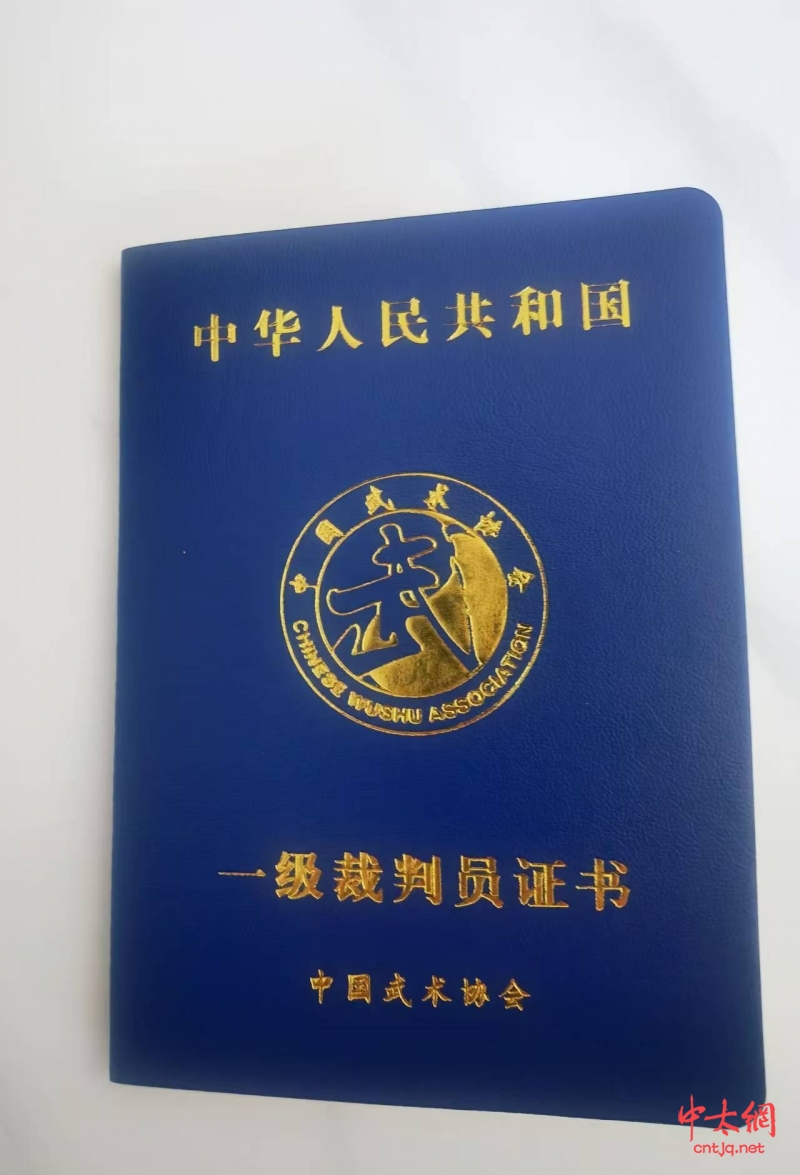 中华人民共和国
中國武术协会
武
CHINESE WUSHU ASSOCIATION
一级裁判员证书
中国武术协会
中太網
cntjq.net